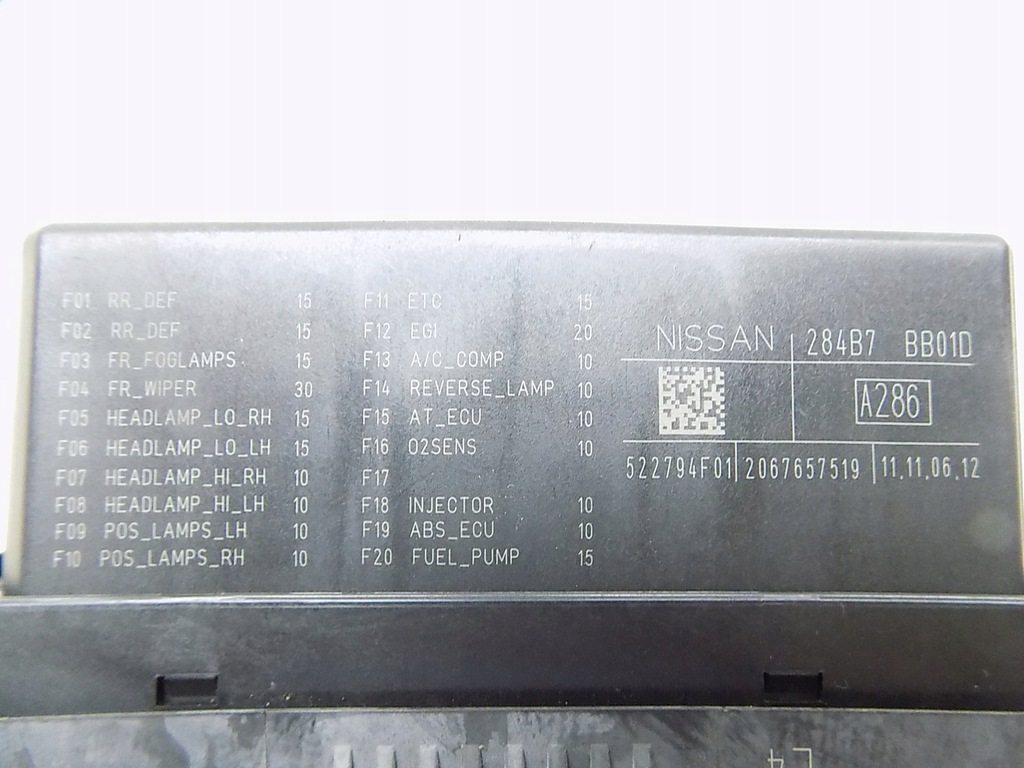 F01 RR_DEF 15 F11 ETC 15
F02 RR_DEF 15 F12 EGI 20
F03 FR_FOGLAMPS 15 F13 A/C_COMP 10
F04 FR_WIPER 30 F14 REVERSE_LAMP 10
F05 HEADLAMP_LO_RH 15 F15 AT_ECU 10
F06 HEADLAMP_LO_LH 15 F16 O2SENS 10
F07 HEADLAMP_HI_RH 10 F17
F08 HEADLAMP_HI_LH 10 F18 INJECTOR 10
F09 POS_LAMPS_LH 10 F19 ABS_ECU 10
F10 POS_LAMPS_RH 10 F20 FUEL_PUMP 15
NISSAN 284B7 BB01D
A286
522794F01 2067657519 11.11.06.12
L4